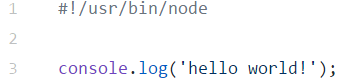 1 #!/usr/bin/node
2
3 console.log('hello world!');